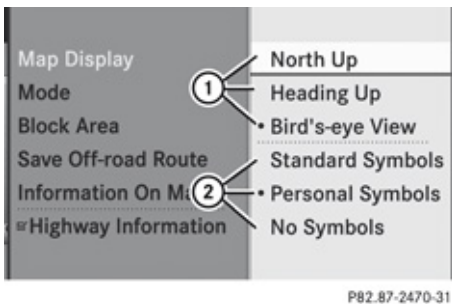 Map Display
Mode
Block Area
Save Off-road Route
Information On Ma
Highway Information
1
2
North Up
Heading Up
• Bird's-eye View
Standard Symbols
• Personal Symbols
No Symbols
P82.87-2470-31